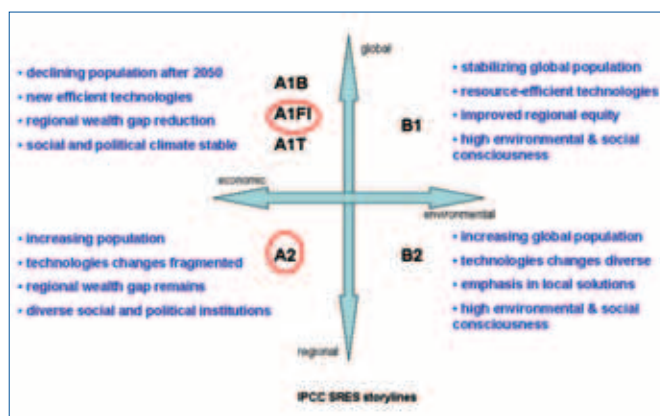 global
• declining population after 2050
• new efficient technologies
• regional wealth gap reduction
• social and political climate stable
A1B
A1FI
A1T
B1
• stabilizing global population
• resource-efficient technologies
• improved regional equity
• high environmental & social
consciousness
economic
environmental
• increasing population
• technologies changes fragmented
• regional wealth gap remains
• diverse social and political institutions
A2
B2
• increasing global population
• technologies changes diverse
• emphasis in local solutions
• high environmental & social
consciousness
regional
IPCC SRES storylines